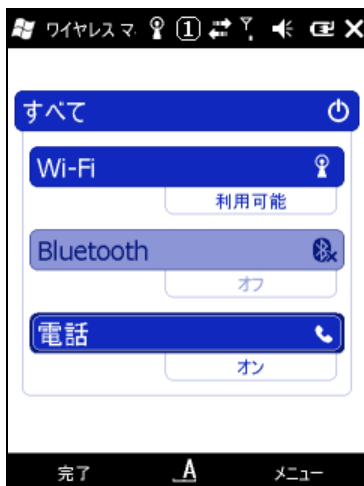 ワイヤレス マ
1
すべて
Wi-Fi
利用可能
Bluetooth
オフ
電話
オン
完了
A
メニュー